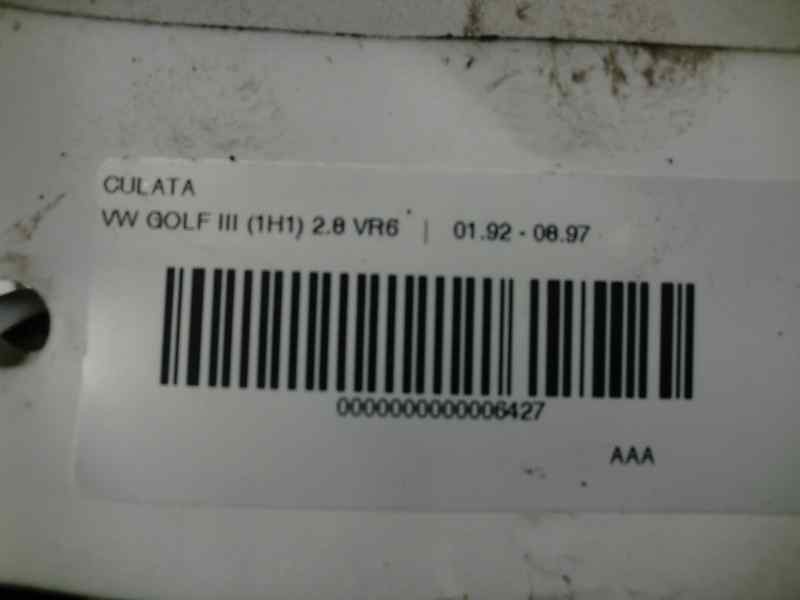 CULATA
VW GOLF III (1H1) 2.8 VR6 | 01.92 - 08.97
0000000000006427
AAA